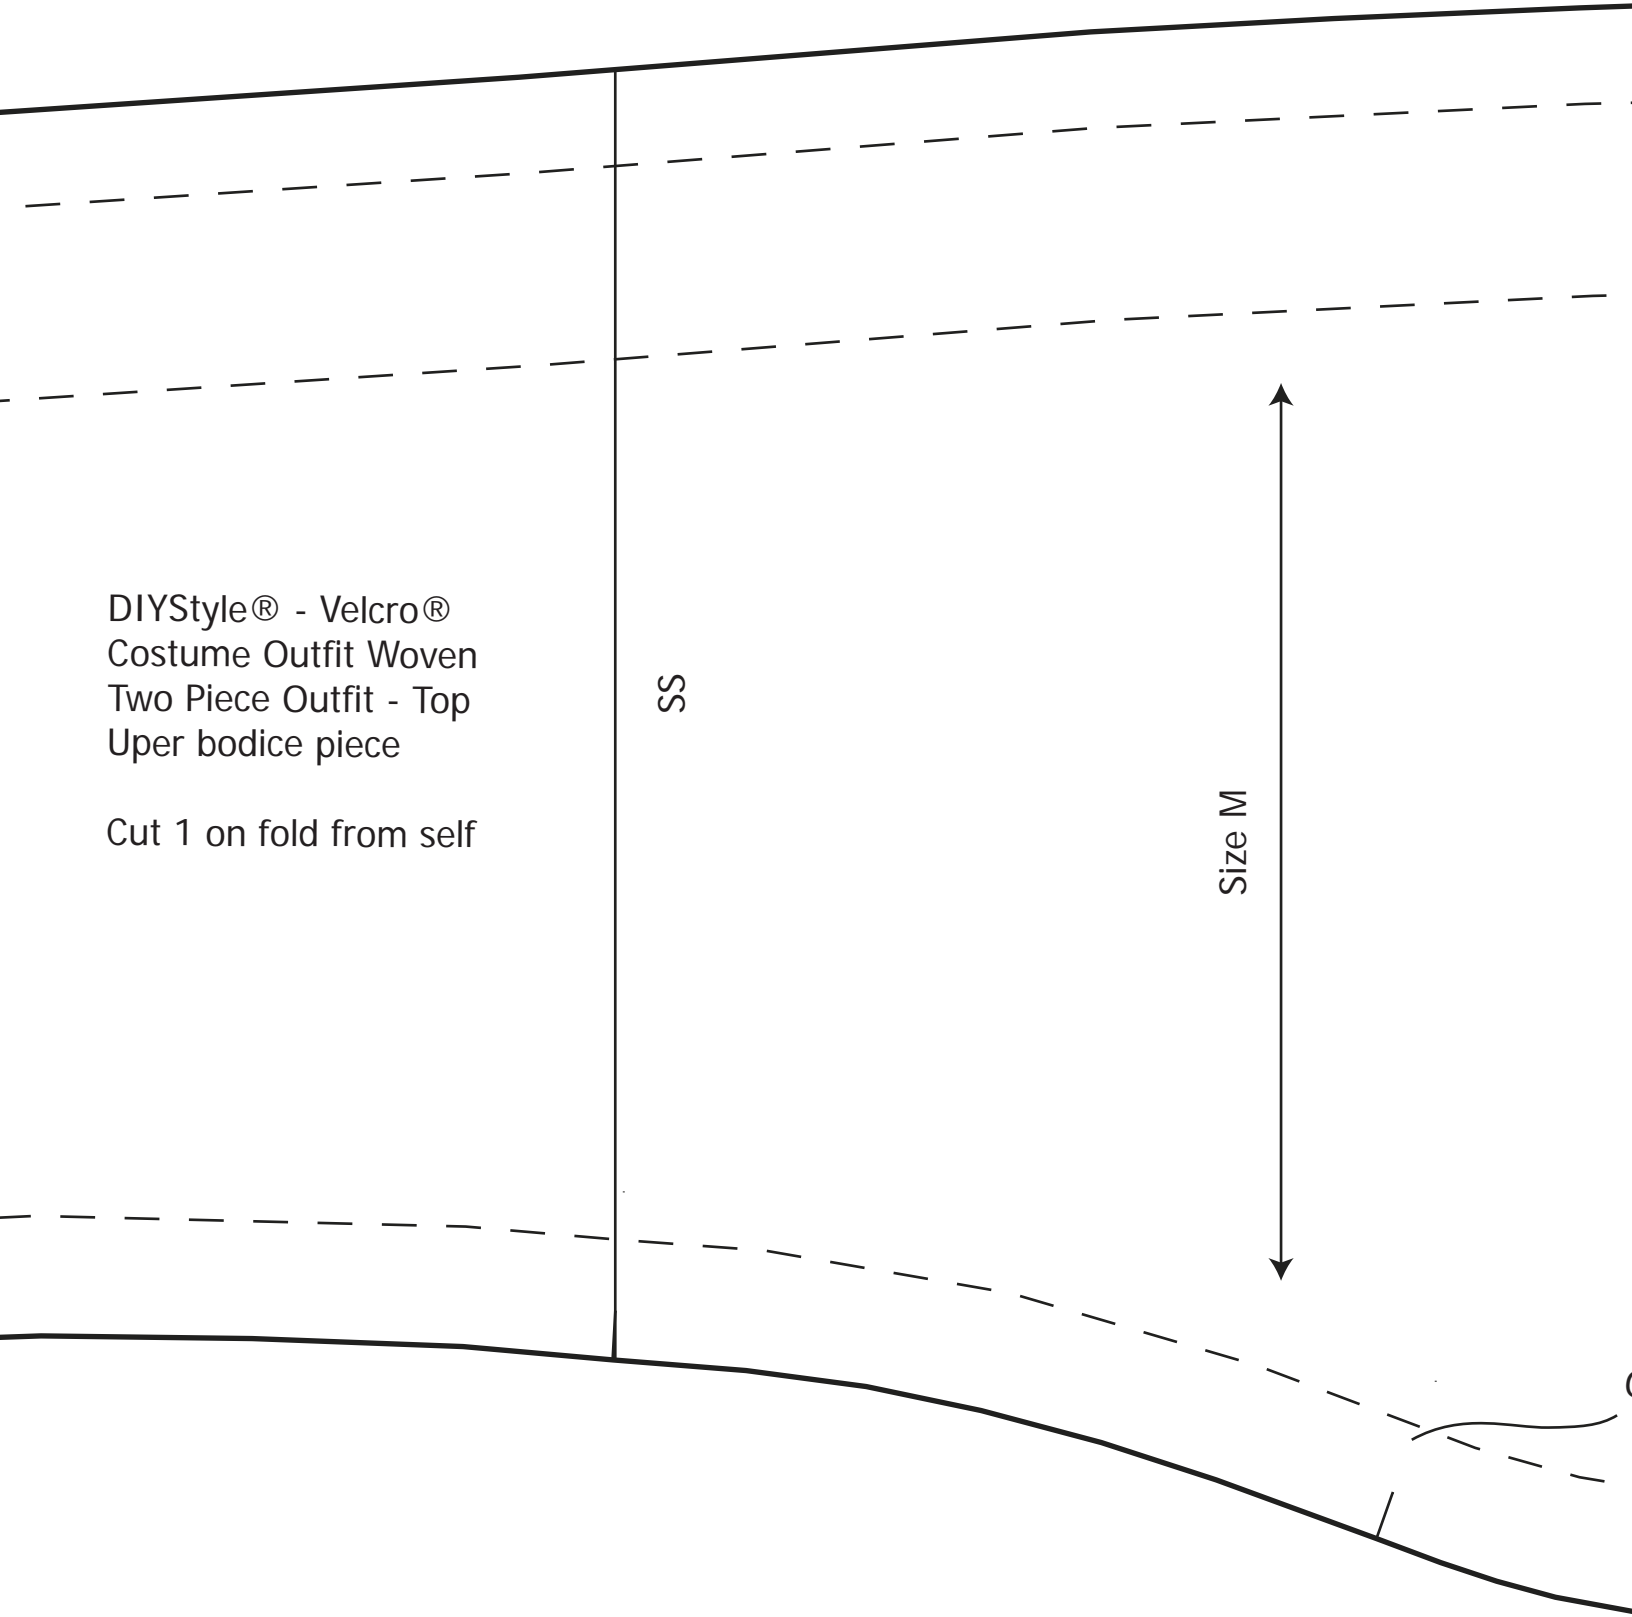 DIYStyle® - Velcro®
Costume Outfit Woven
Two Piece Outfit - Top
Uper bodice piece
Cut 1 on fold from self
SS
Size M